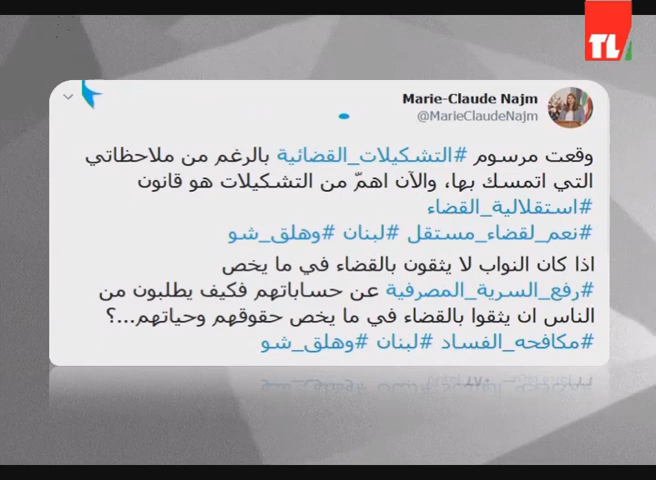 TL
Marie-Claude Najm
@MarieClaudeNajm
وقعت مرسوم #التشكيلات_القضائية بالرغم من ملاحظاتي
التي اتمسك بها، والآن اهمّ من التشكيلات هو قانون
#استقلالية_القضاء
#نعم_لقضاء_مستقل #لبنان #وهلق_شو
اذا كان النواب لا يثقون بالقضاء في ما يخص
#رفع_السرية_المصرفية عن حساباتهم فكيف يطلبون من
الناس ان يثقوا بالقضاء في ما يخص حقوقهم وحياتهم...؟
#مكافحه_الفساد #لبنان #وهلق_شو